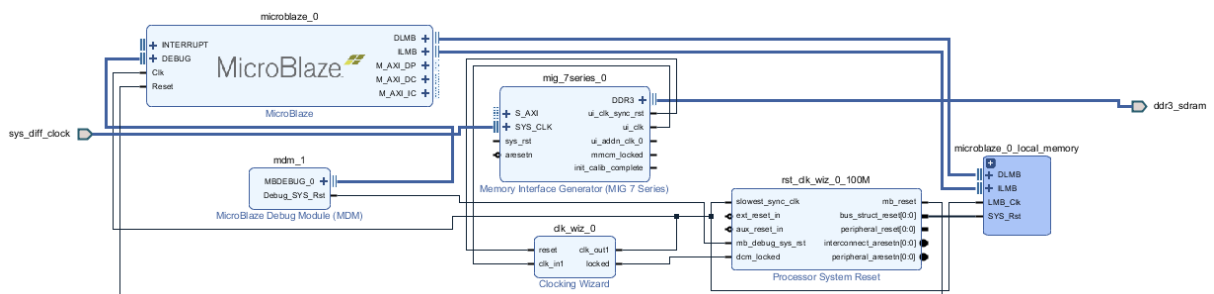 microblaze_0
INTERRUPT
DEBUG
Clk
Reset
MicroBlaze
DLMB
ILMB
M_AXI_DP
M_AXI_DC
M_AXI_IC
MicroBlaze
sys_diff_clock
mig_7series_0
S_AXI
SYS_CLK
sys_rst
aresetn
DDR3
ui_clk_sync_rst
ui_clk
ui_addn_clk_0
mmcm_locked
init_calib_complete
Memory Interface Generator (MIG 7 Series)
ddr3_sdram
mdm_1
MBDEBUG_0
Debug_SYS_Rst
MicroBlaze Debug Module (MDM)
microblaze_0_local_memory
DLMB
ILMB
LMB_Clk
SYS_Rst
rst_clk_wiz_0_100M
slowest_sync_clk
ext_reset_in
aux_reset_in
mb_debug_sys_rst
dcm_locked
mb_reset
bus_struct_reset[0:0]
peripheral_reset[0:0]
interconnect_aresetn[0:0]
peripheral_aresetn[0:0]
Processor System Reset
clk_wiz_0
reset
clk_in1
clk_out1
locked
Clocking Wizard